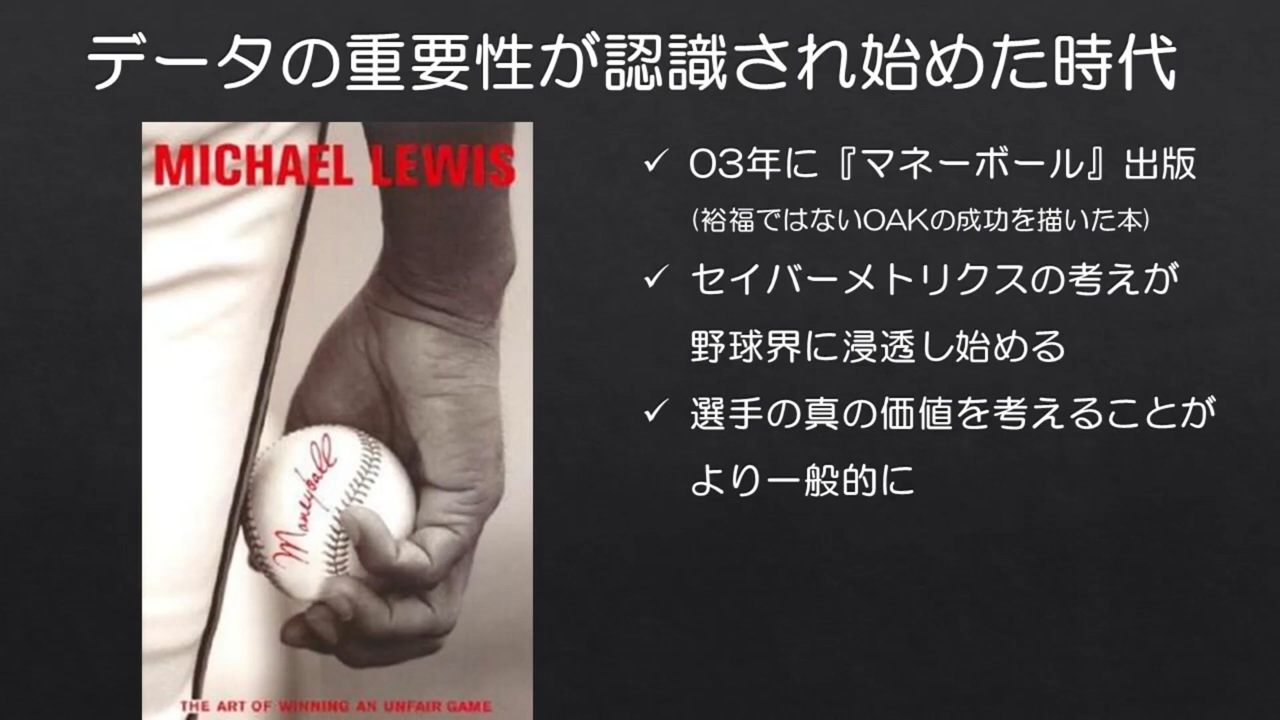 データの重要性が認識され始めた時代
MICHAEL LEWIS
Moneyball
THE ART OF WINNING AN UNFAIR GAME
✓ 03年に『マネーボール』出版
(裕福ではないOAKの成功を描いた本)
✓ セイバーメトリクスの考えが
野球界に浸透し始める
✓ 選手の真の価値を考えることが
より一般的に